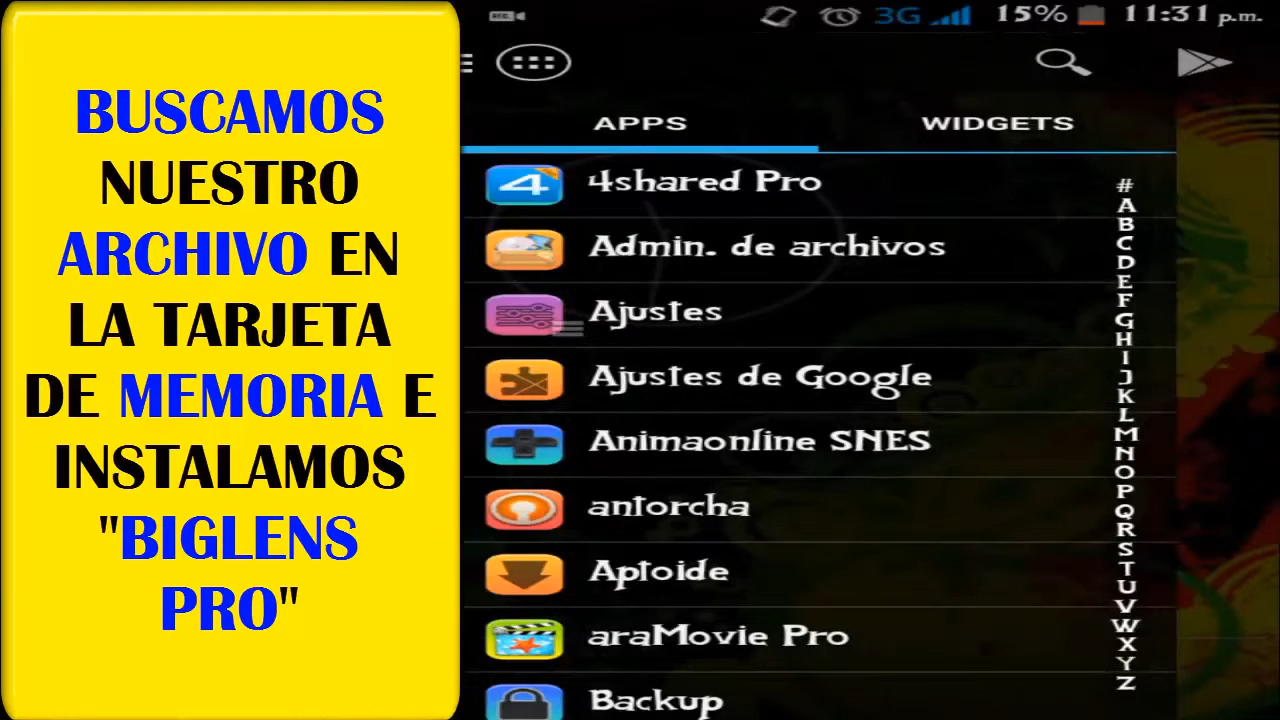 BUSCAMOS
NUESTRO
ARCHIVO EN
LA TARJETA
DE MEMORIA E
INSTALAMOS
"BIGLENS
PRO"
REC
3G 15% 11:31 p.m.
APPS WIDGETS
4shared Pro
Admin. de archivos
Ajustes
Ajustes de Google
Animaonline SNES
antorcha
Aptoide
araMovie Pro
Backup
#
A
B
C
D
E
F
G
H
I
J
K
L
M
N
O
P
Q
R
S
T
U
V
W
X
Y
Z